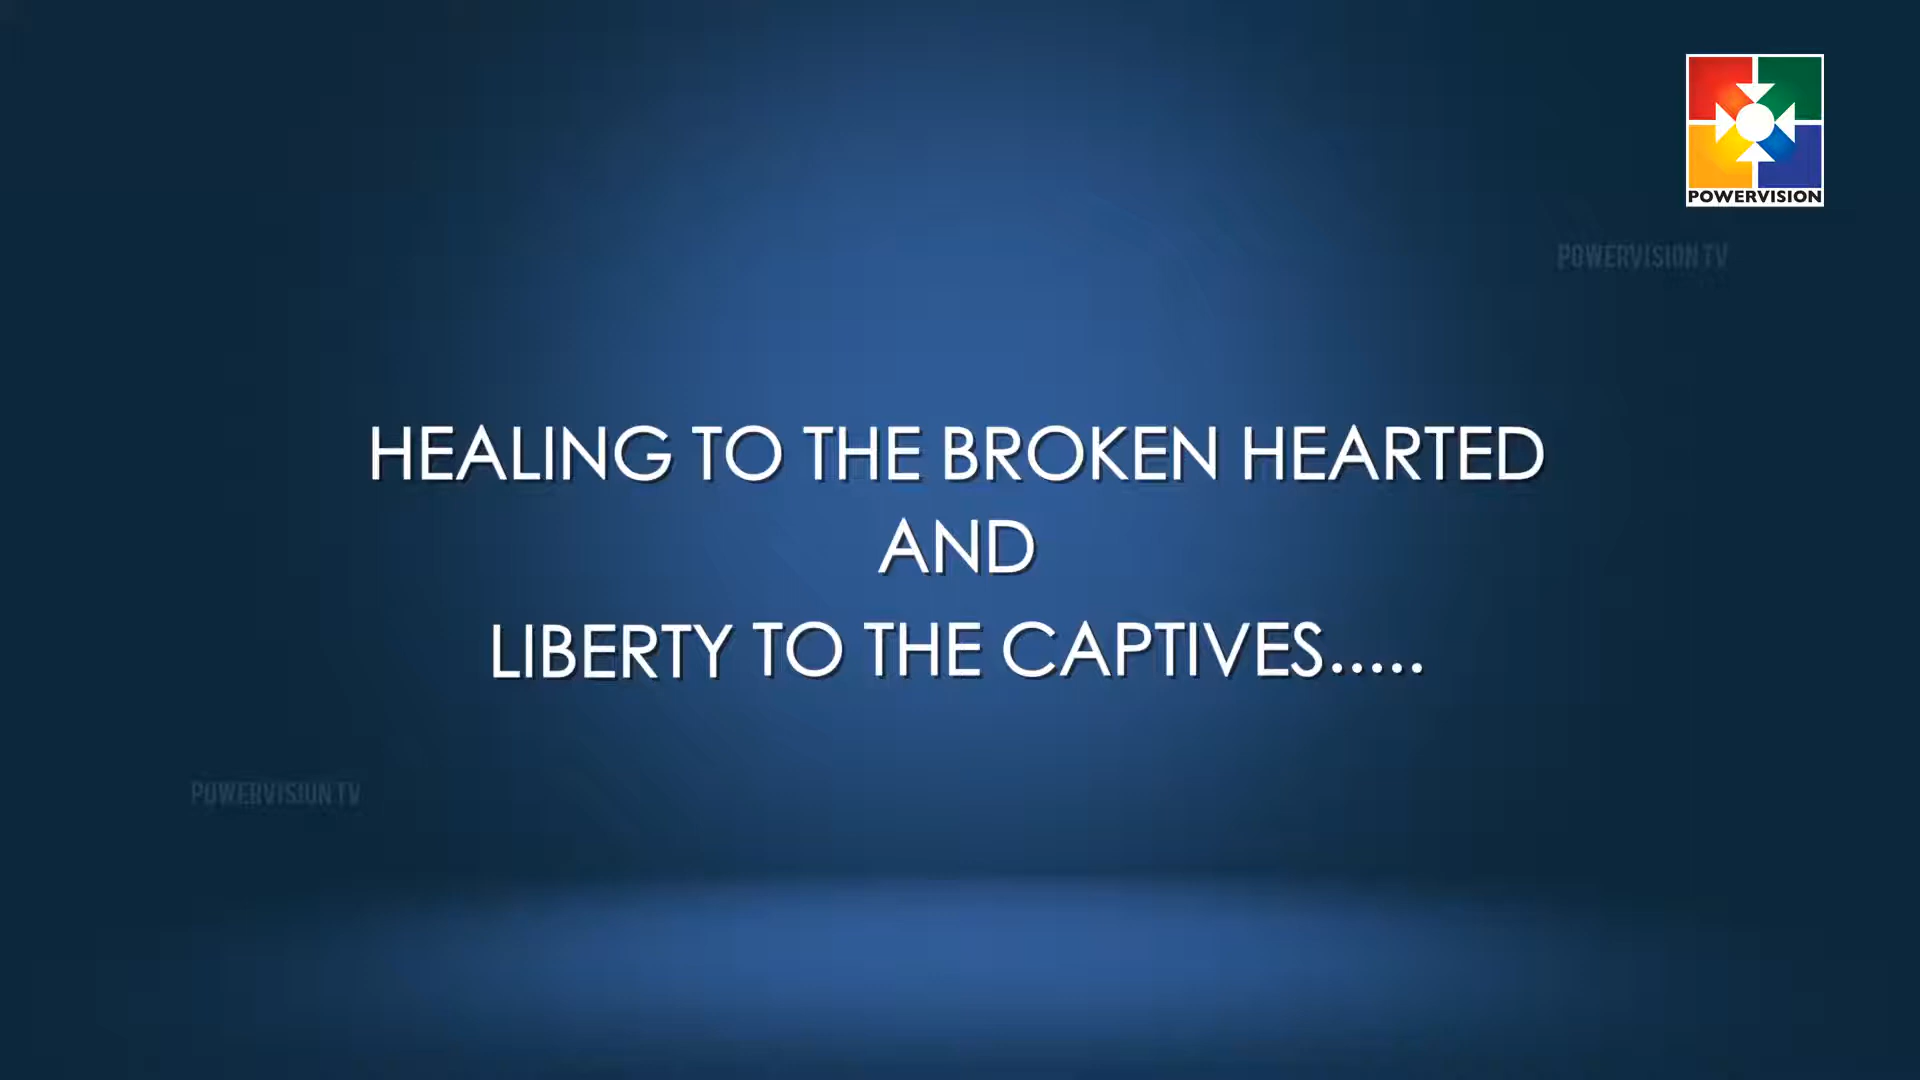 POWERVISION
POWERVISION TV
HEALING TO THE BROKEN HEARTED
AND
LIBERTY TO THE CAPTIVES.....
POWERVISION TV